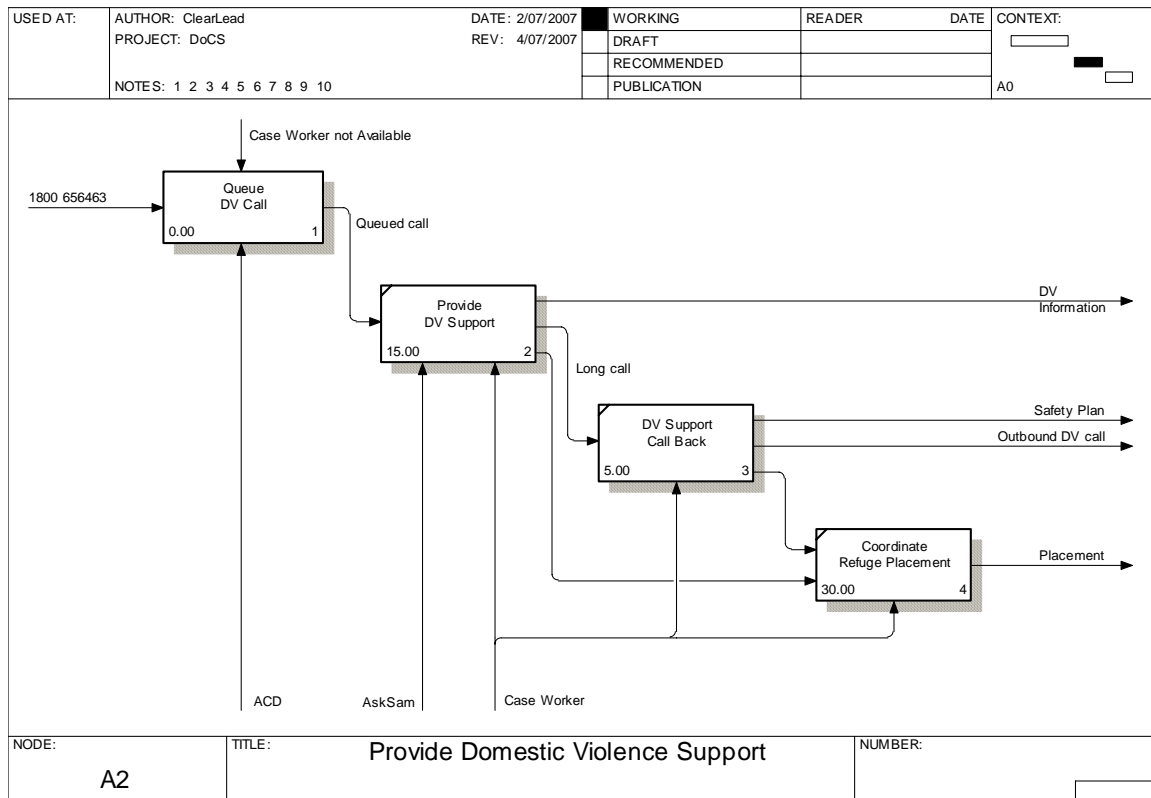 USED AT:
AUTHOR: ClearLead
DATE: 2/07/2007
WORKING
READER
DATE
CONTEXT:
PROJECT: DoCS
REV: 4/07/2007
DRAFT
RECOMMENDED
NOTES: 1 2 3 4 5 6 7 8 9 10
PUBLICATION
A0
Case Worker not Available
1800 656463
Queue
DV Call
0.00
1
Queued call
Provide
DV Support
15.00
2
DV
Information
Long call
DV Support
Call Back
5.00
3
Safety Plan
Outbound DV call
Coordinate
Refuge Placement
30.00
4
Placement
ACD
AskSam
Case Worker
NODE:
A2
TITLE:
Provide Domestic Violence Support
NUMBER: